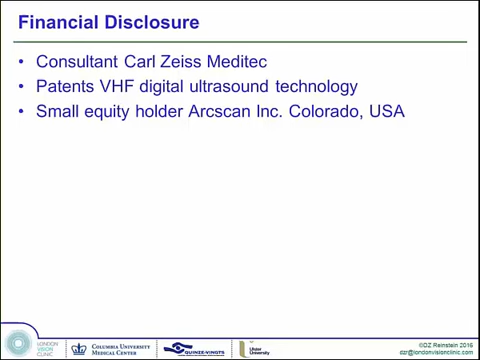 Financial Disclosure
• Consultant Carl Zeiss Meditec
• Patents VHF digital ultrasound technology
• Small equity holder Arcscan Inc. Colorado, USA
LONDON
VISION
CLINIC
COLUMBIA UNIVERSITY
MEDICAL CENTER
QUINZE-VINGTS
Ulster
University
©DZ Reinstein 2016
dzr@londonvisionclinic.com